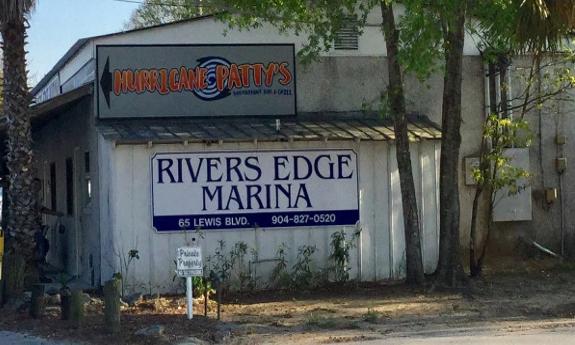 HURRICANE PATTY'S
RESTAURANT BAR & GRILL
RIVERS EDGE
MARINA
65 LEWIS BLVD. 904-827-0520
Private
Property